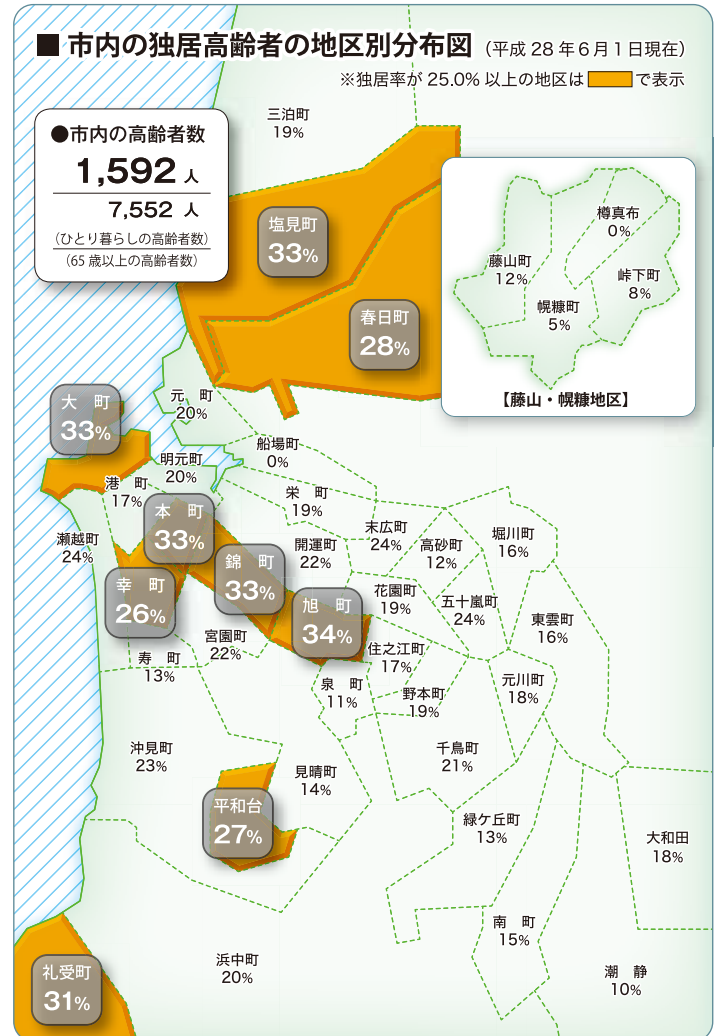 ■ 市内の独居高齢者の地区別分布図（平成 28 年６月１日現在）
※独居率が 25.0% 以上の地区は で表示
●市内の高齢者数
1,592 人
7,552 人
（ひとり暮らしの高齢者数）
（65 歳以上の高齢者数）
三泊町
19%
塩見町
33%
春日町
28%
樽真布
0%
藤山町
12%
峠下町
8%
幌糠町
5%
【藤山・幌糠地区】
大　町
33%
元　町
20%
船場町
0%
明元町
20%
港　町
17%
栄　町
19%
本　町
33%
末広町
24%
瀬越町
24%
開運町
22%
高砂町
12%
堀川町
16%
錦　町
33%
幸　町
26%
旭　町
34%
花園町
19%
五十嵐町
24%
東雲町
16%
宮園町
22%
住之江町
17%
寿　町
13%
泉　町
11%
野本町
19%
元川町
18%
沖見町
23%
見晴町
14%
千鳥町
21%
平和台
27%
緑ケ丘町
13%
大和田
18%
南　町
15%
浜中町
20%
潮　静
10%
礼受町
31%